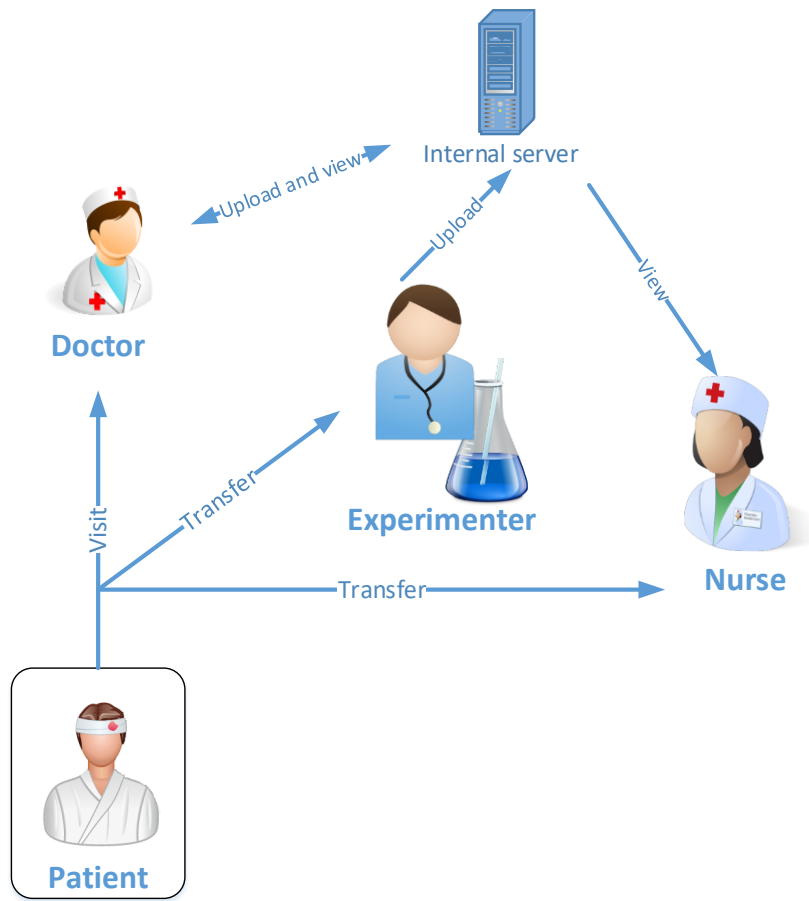 Internal server
Upload and view
Upload
View
Doctor
Experimenter
Nurse
Visit
Transfer
Transfer
Patient